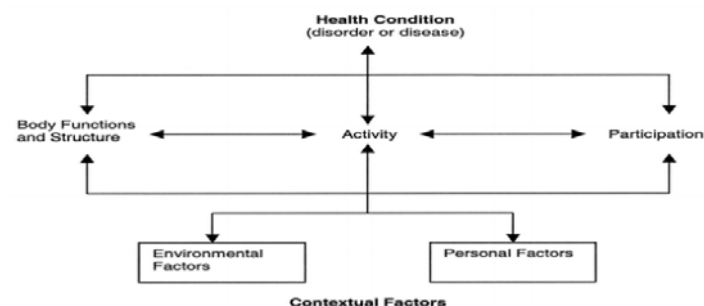 Health Condition
(disorder or disease)
Body Functions
and Structure
Activity
Participation
Environmental
Factors
Personal Factors
Contextual Factors